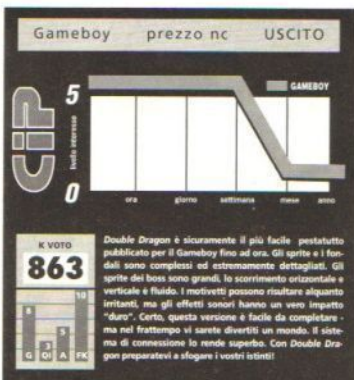 Gameboy prezzo nc USCITO
GAMEBOY
CIP
5
livello interesse
0
ora giorno settimana mese anno
K VOTO
863
8 3 5 10
G QI A FK
Double Dragon è sicuramente il più facile pestatutto
pubblicato per il Gameboy fino ad ora. Gli sprite e i fon-
dali sono complessi ed estremamente dettagliati. Gli
sprite dei boss sono grandi, lo scorrimento orizzontale e
verticale è fluido. I motivetti possono risultare alquanto
irritanti, ma gli effetti sonori hanno un vero impatto
"duro". Certo, questa versione è facile da completare -
ma nel frattempo vi sarete divertiti un mondo. Il siste-
ma di connessione lo rende superbo. Con Double Dra-
gon preparatevi a sfogare i vostri istinti!